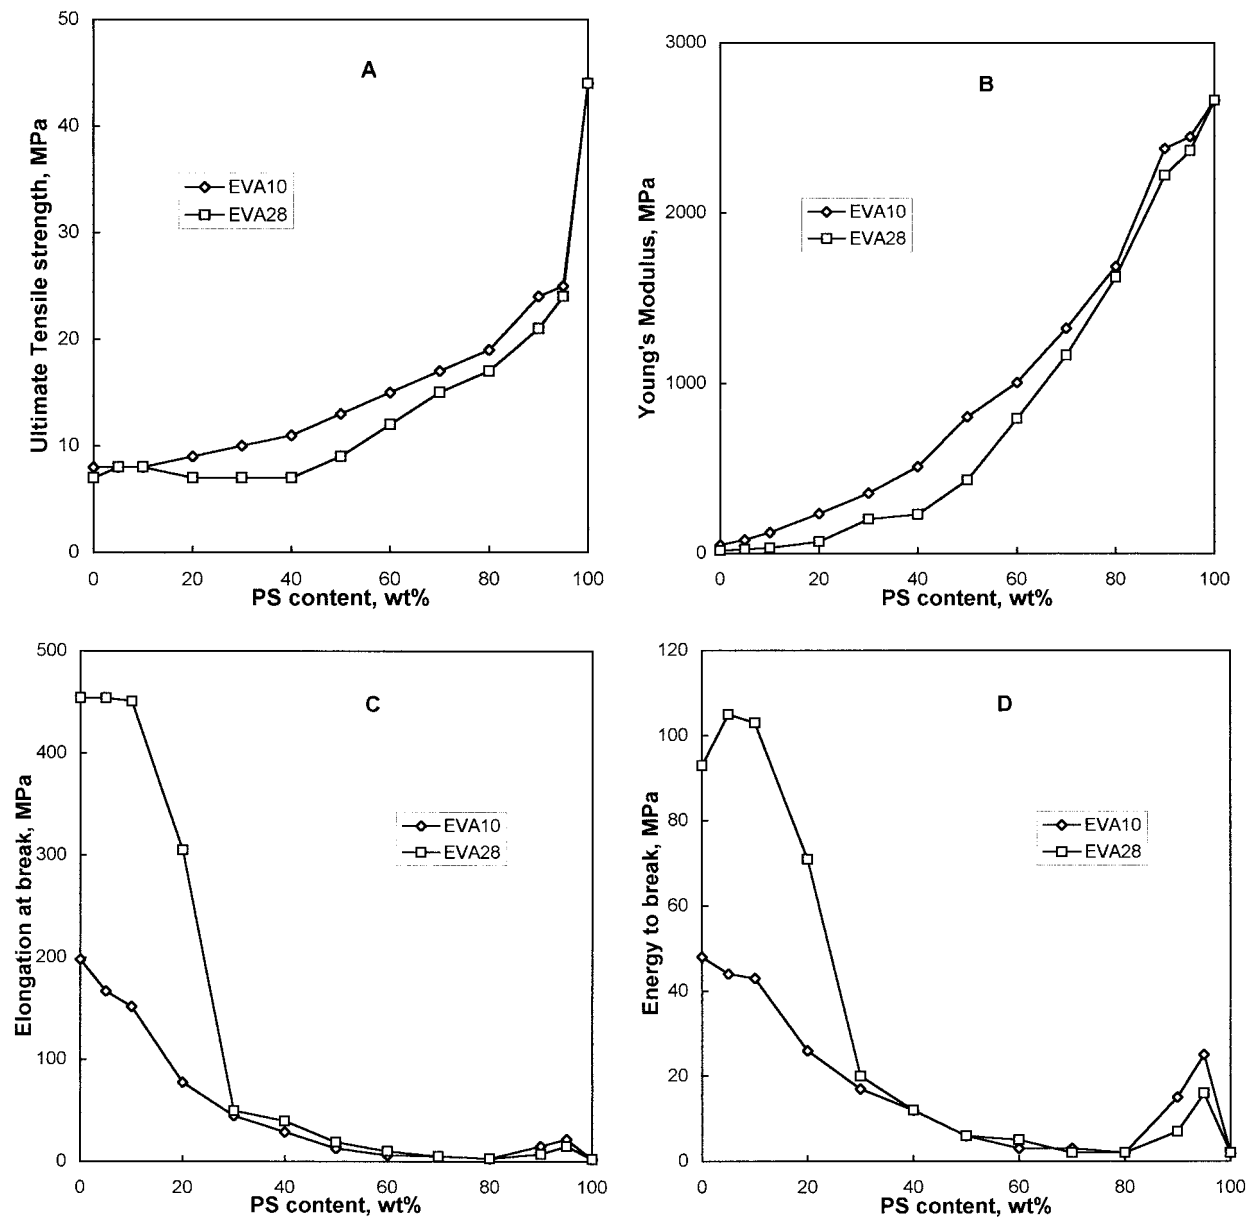 A
Ultimate Tensile strength, MPa
50
40
30
20
10
0
EVA10
EVA28
0 20 40 60 80 100
PS content, wt%
B
Young's Modulus, MPa
3000
2000
1000
0
EVA10
EVA28
0 20 40 60 80 100
PS content, wt%
C
Elongation at break, MPa
500
400
300
200
100
0
EVA10
EVA28
0 20 40 60 80 100
PS content, wt%
D
Energy to break, MPa
120
100
80
60
40
20
0
EVA10
EVA28
0 20 40 60 80 100
PS content, wt%